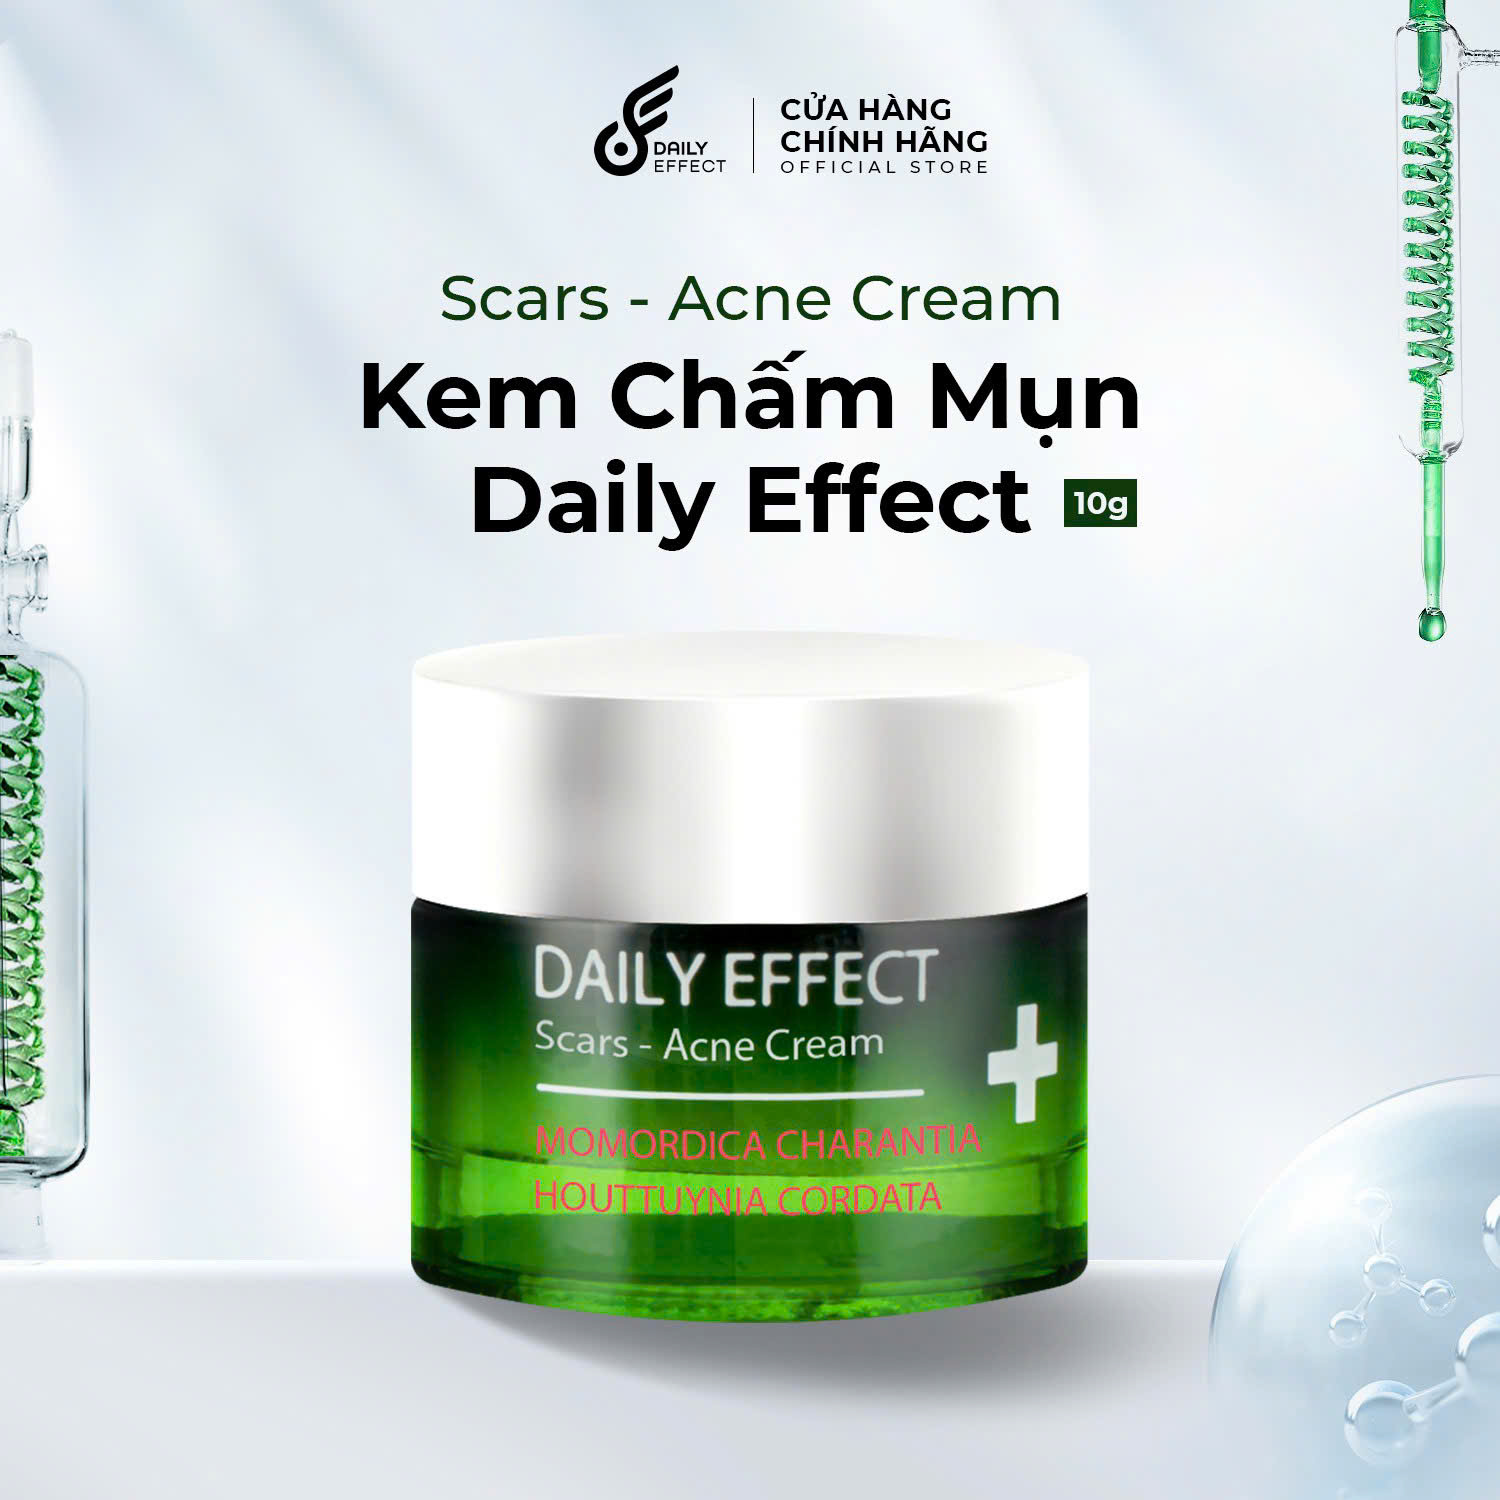 DAILY
EFFECT
CỬA HÀNG
CHÍNH HÃNG
OFFICIAL STORE
Scars - Acne Cream
Kem Chấm Mụn
Daily Effect 10g
DAILY EFFECT
Scars - Acne Cream
MOMORDICA CHARANTIA
HOUTTUYNIA CORDATA